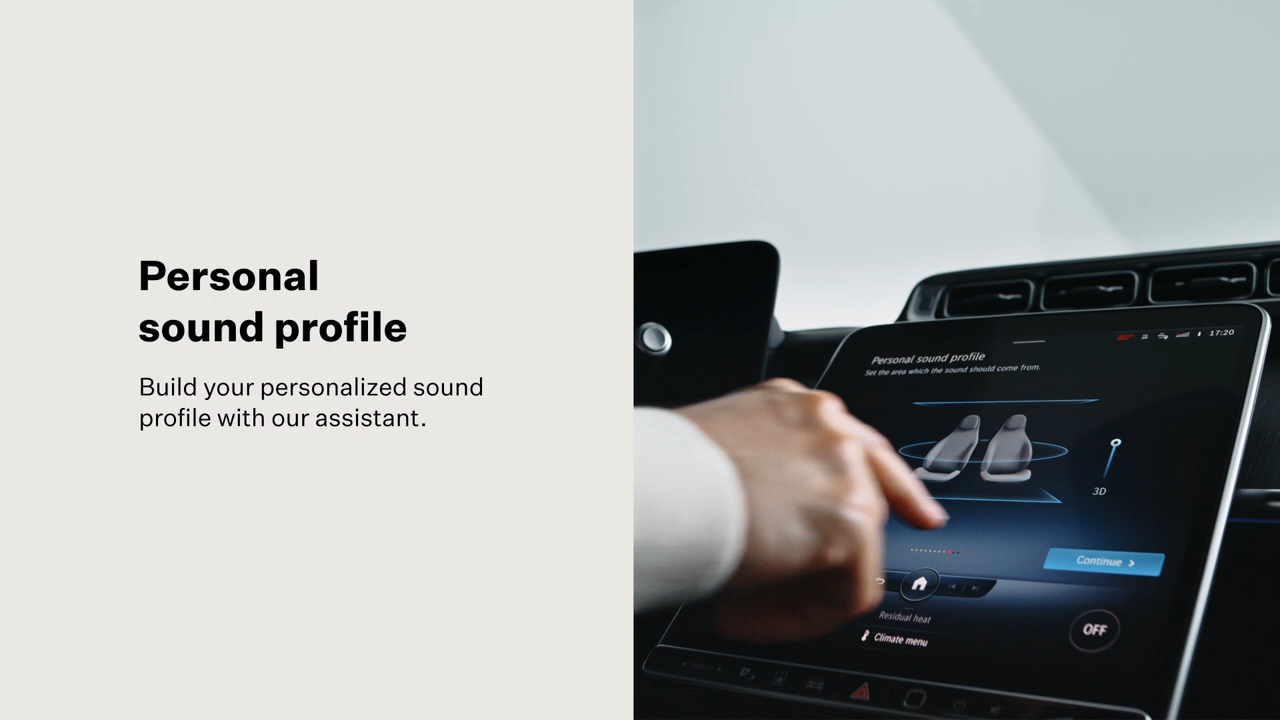 Personal
sound profile
Build your personalized sound
profile with our assistant.
17:20
Personal sound profile
Set the area which the sound should come from.
3D
Continue
Residual heat
OFF
Climate menu